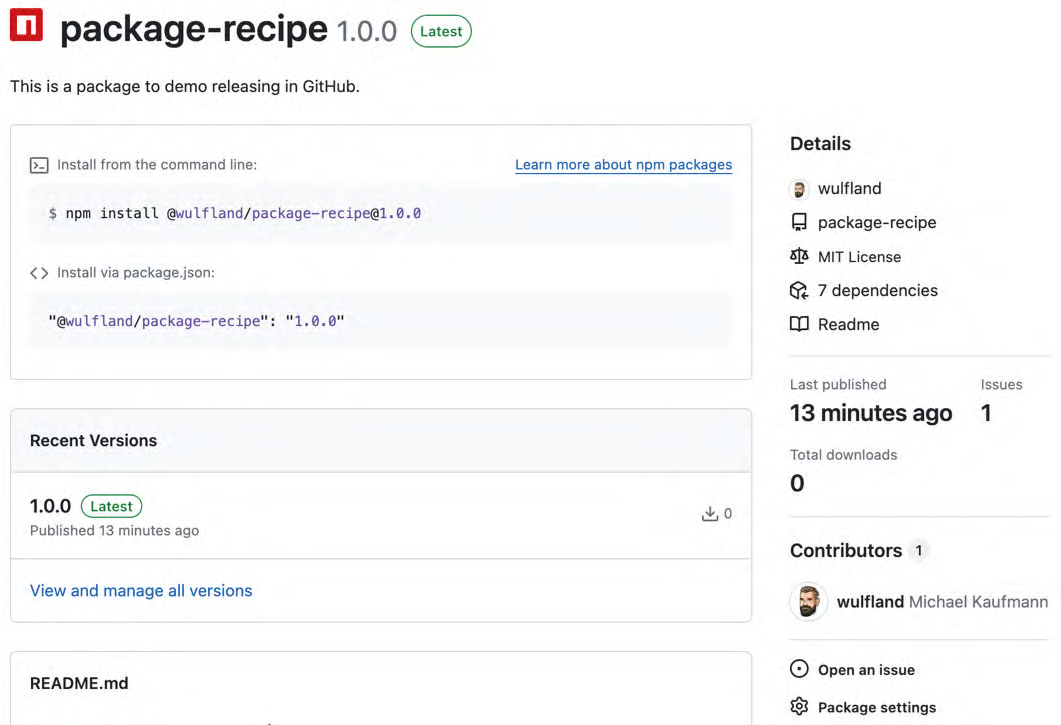 package-recipe 1.0.0 Latest
This is a package to demo releasing in GitHub.
Install from the command line:
Learn more about npm packages
$ npm install @wulfland/package-recipe@1.0.0
Install via package.json:
"@wulfland/package-recipe": "1.0.0"
Recent Versions
1.0.0 Latest
Published 13 minutes ago
0
View and manage all versions
README.md
Details
wulfland
package-recipe
MIT License
7 dependencies
Readme
Last published
Issues
13 minutes ago
1
Total downloads
0
Contributors 1
wulfland Michael Kaufmann
Open an issue
Package settings